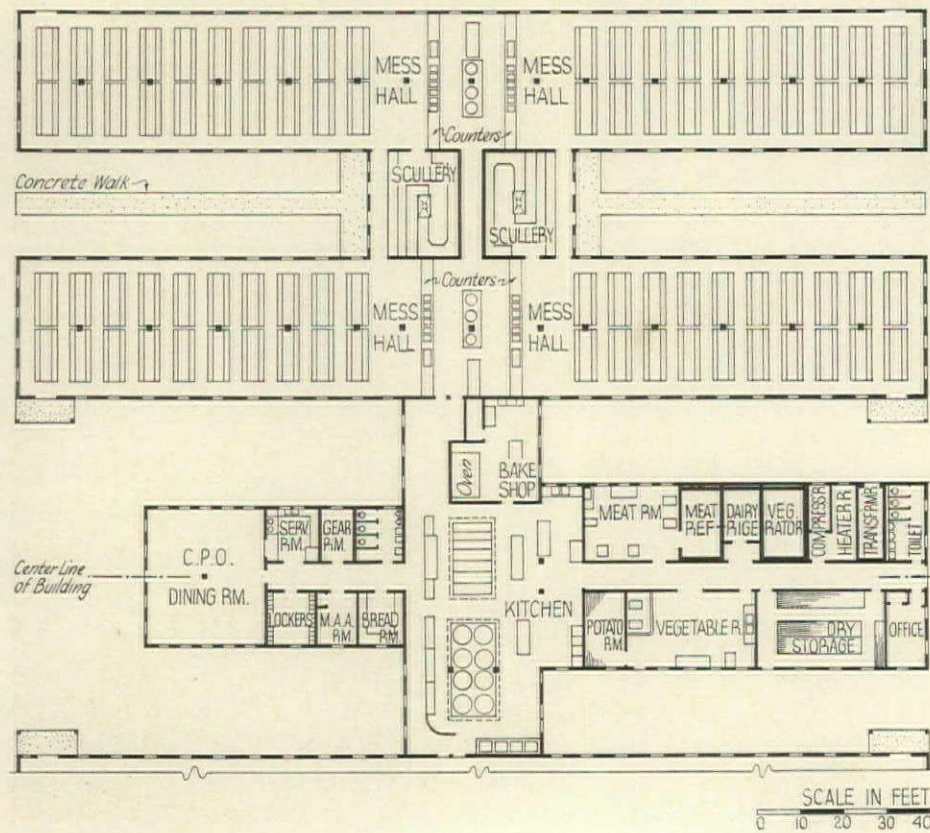 MESS
HALL
MESS
HALL
Counters
Concrete Walk
SCULLERY
SCULLERY
Counters
MESS
HALL
MESS
HALL
Oven
BAKE
SHOP
SERV.
RM.
GEAR
RM.
MEAT RM.
MEAT
REF
DAIRY
RIGE
VEG.
RATOR
COMPRESS R.
HEATER R.
TRANSF'RM'R
TOILET
C.P.O.
DINING RM.
Center Line
of Building
LOCKERS
M.A.A.
RM.
BREAD
RM
KITCHEN
POTATO
RM.
VEGETABLE R.
DRY
STORAGE
OFFICE
SCALE IN FEET
0 10 20 30 40